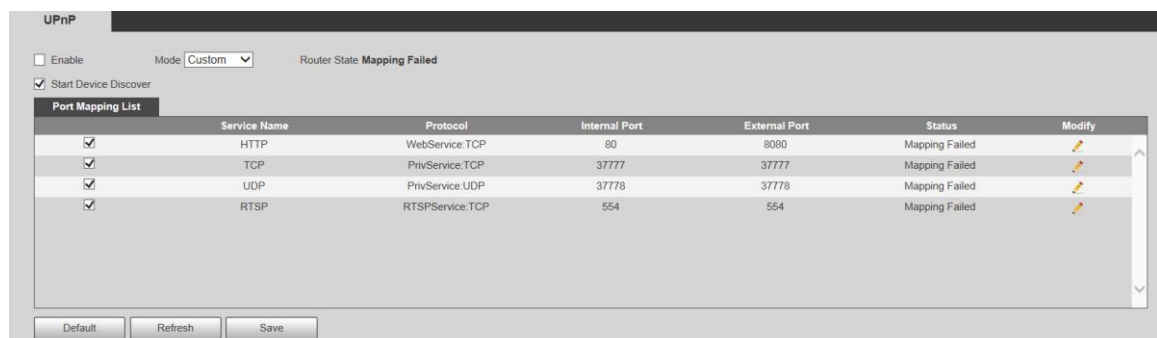 UPnP
Enable Mode Custom Router State Mapping Failed
Start Device Discover
Port Mapping List
Service Name Protocol Internal Port External Port Status Modify
HTTP WebService:TCP 80 8080 Mapping Failed
TCP PrivService:TCP 37777 37777 Mapping Failed
UDP PrivService:UDP 37778 37778 Mapping Failed
RTSP RTSPService:TCP 554 554 Mapping Failed
Default Refresh Save